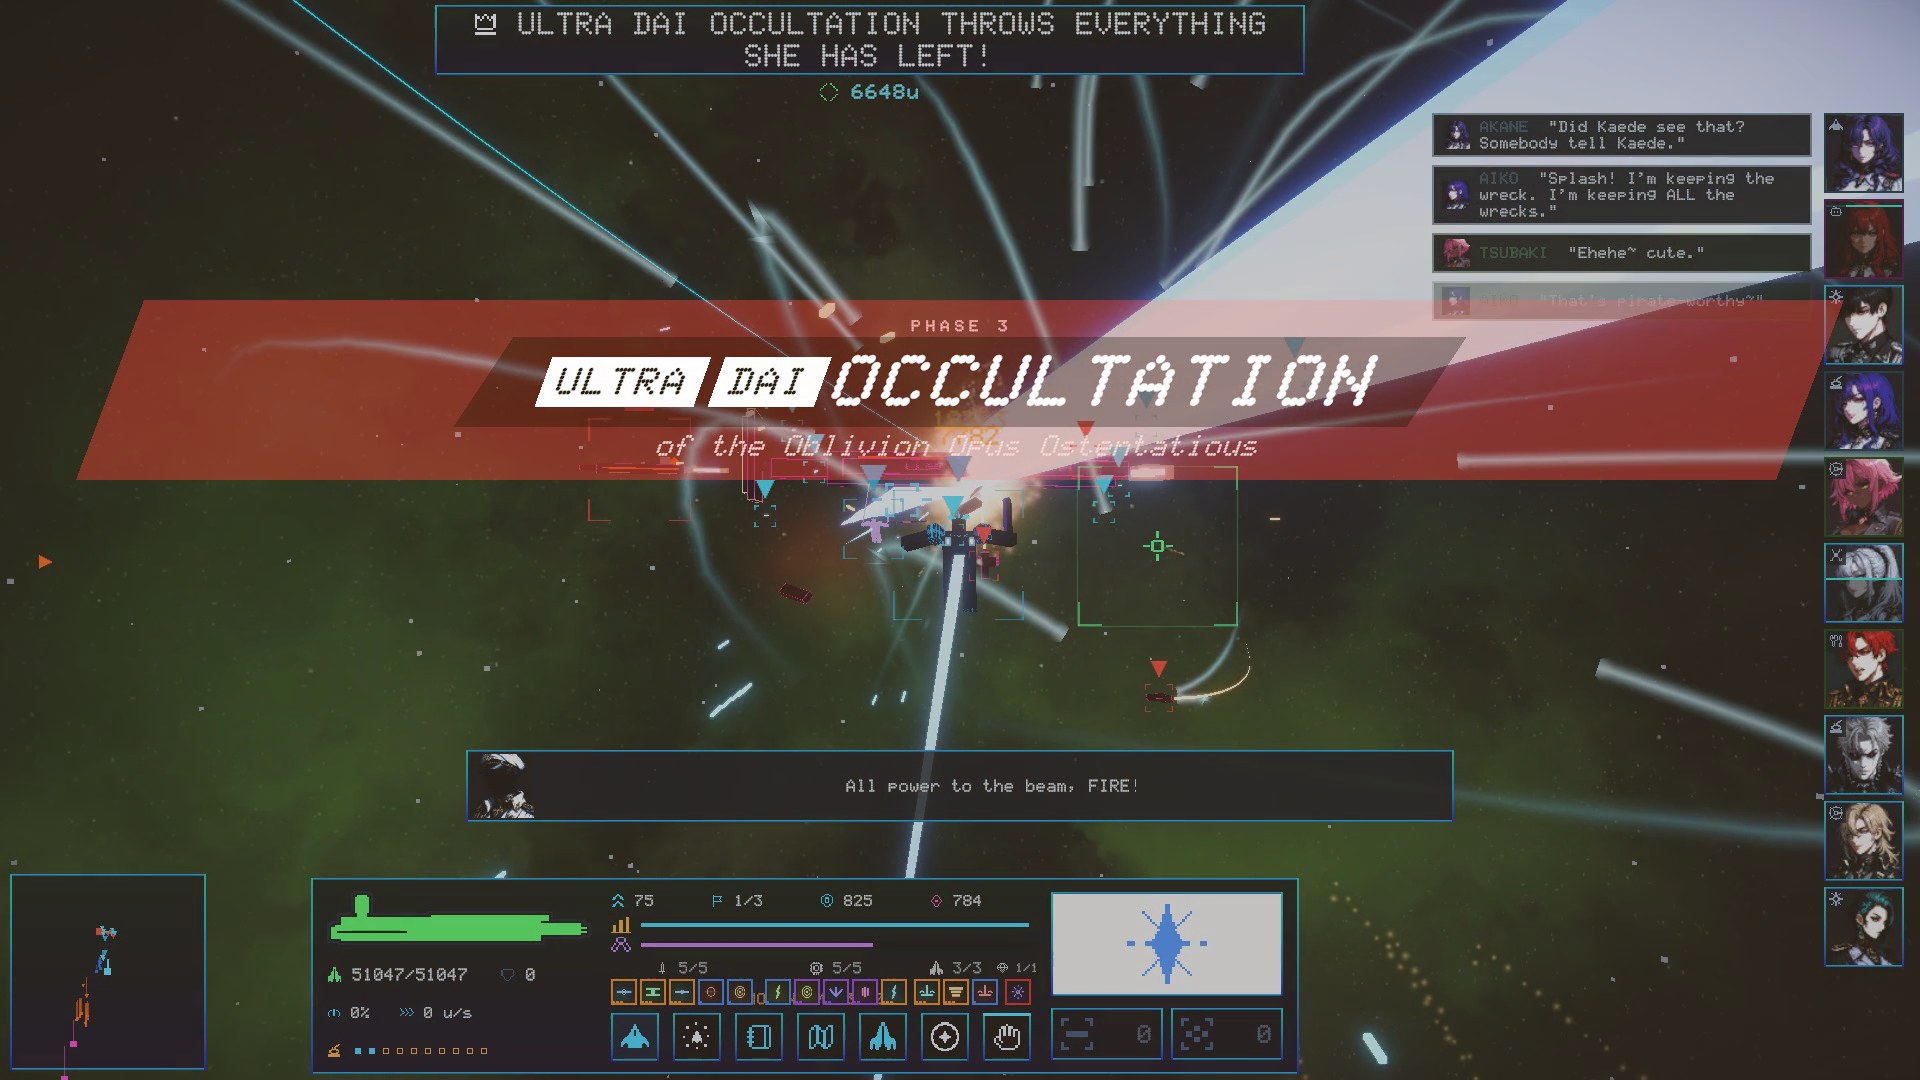 ULTRA DAI OCCULTATION THROWS EVERYTHING
SHE HAS LEFT!
6648u
AKANE "Did Kaede see that?
Somebody tell Kaede."
AIKO "Splash! I'm keeping the
wreck. I'm keeping ALL the
wrecks."
TSUBAKI "Ehehe~ cute."
"That's pirate-worthy~"
PHASE 3
ULTRA DAI OCCULTATION
of the Oblivion Opus Ostentatious
All power to the beam, FIRE!
75 1/3 825 784
51047/51047 0
5/5 5/5 3/3 1/1
0% 0 u/s
0 0